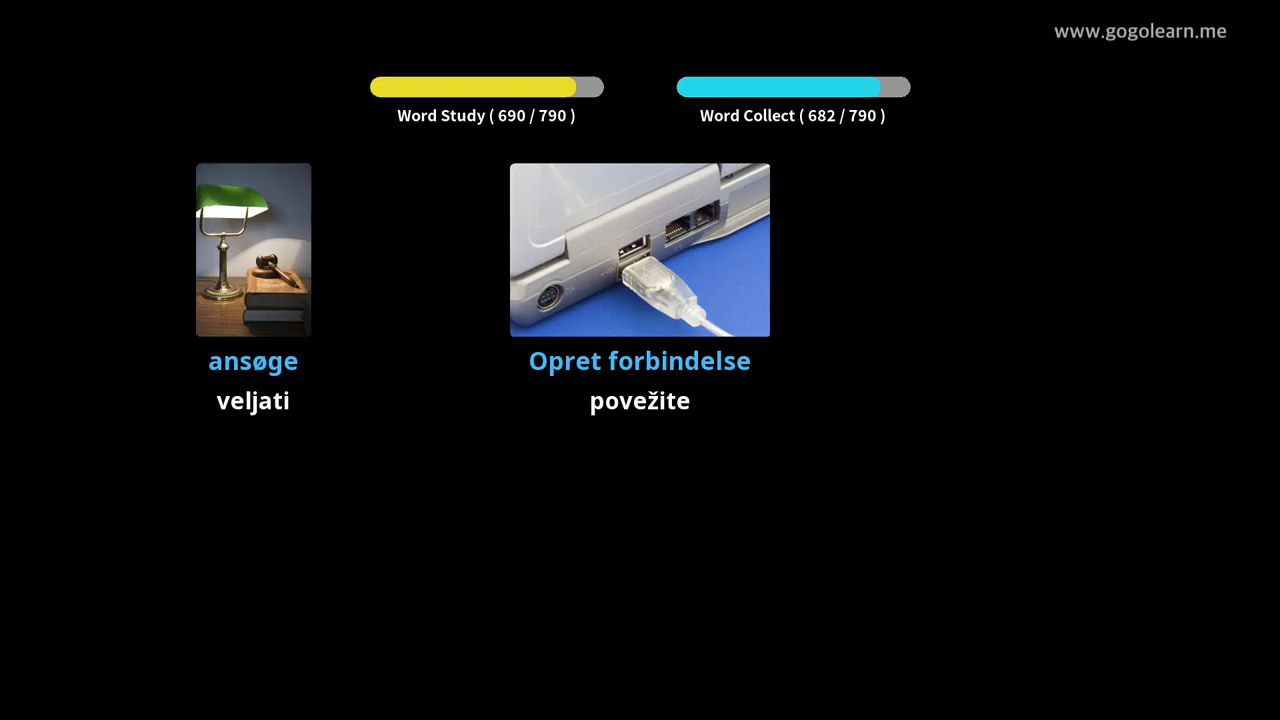 www.gogolearn.me
Word Study ( 690 / 790 )
Word Collect ( 682 / 790 )
ansøge
veljati
Opret forbindelse
povežite